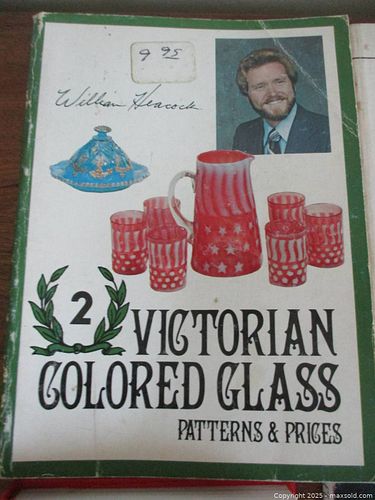 9 95
William Heacock
2
VICTORIAN
COLORED GLASS
PATTERNS & PRICES
Copyright 2025 - maxsold.com